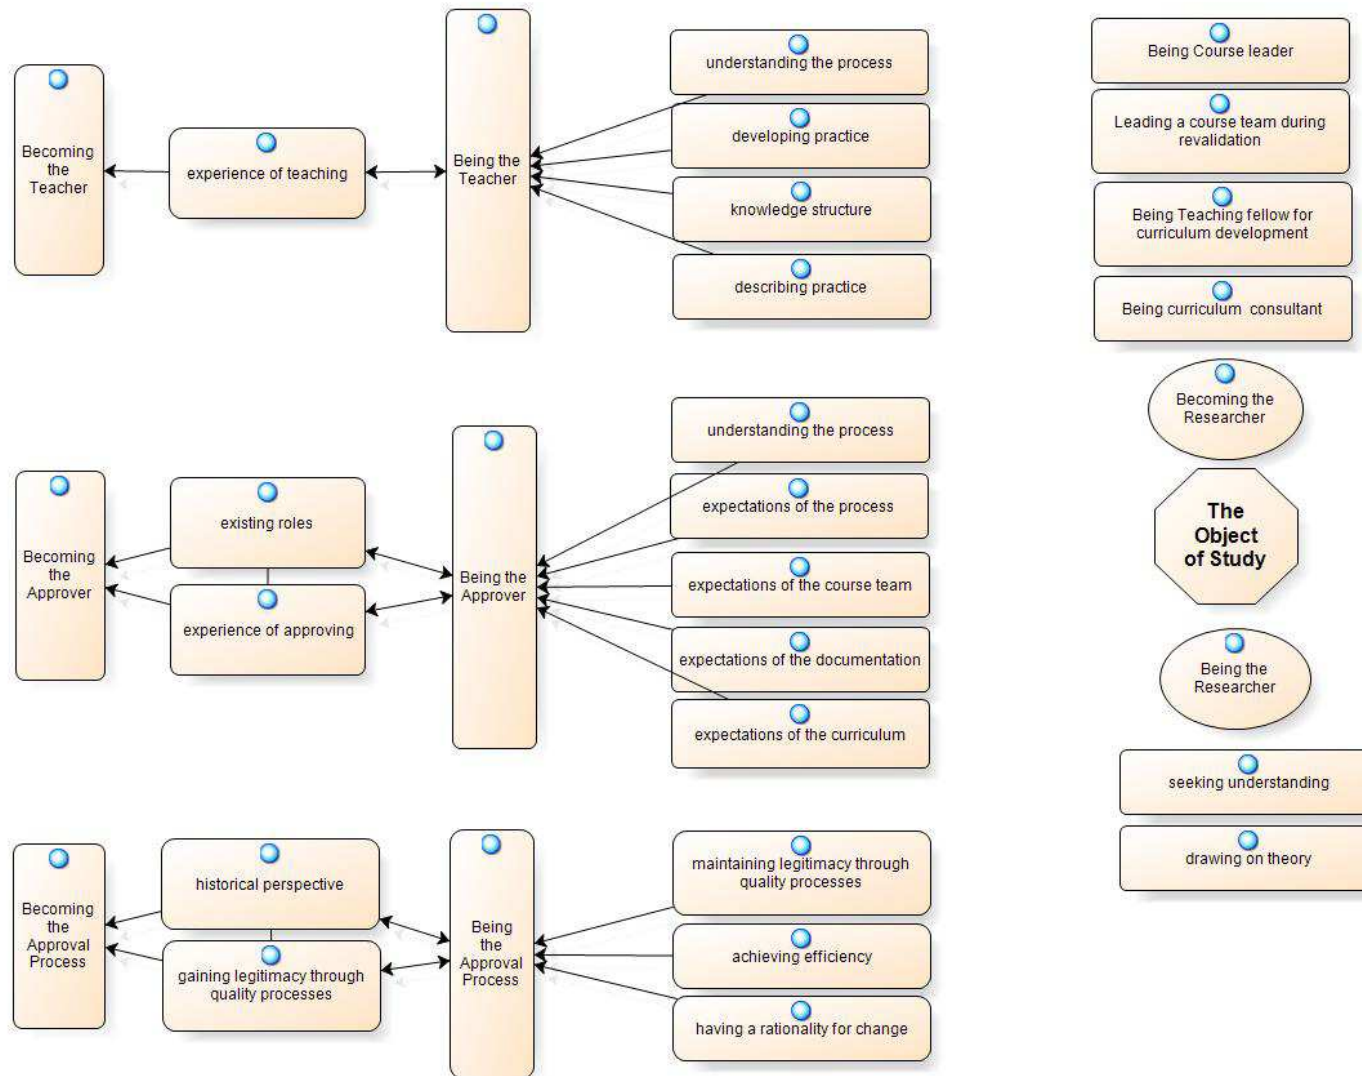 Becoming
the
Teacher
experience of teaching
Being the
Teacher
understanding the process
developing practice
knowledge structure
describing practice
Becoming
the
Approver
existing roles
experience of approving
Being the
Approver
understanding the process
expectations of the process
expectations of the course team
expectations of the documentation
expectations of the curriculum
Becoming
the
Approval
Process
historical perspective
gaining legitimacy through
quality processes
Being
the
Approval
Process
maintaining legitimacy through
quality processes
achieving efficiency
having a rationality for change
Being Course leader
Leading a course team during
revalidation
Being Teaching fellow for
curriculum development
Being curriculum consultant
Becoming the
Researcher
The
Object
of Study
Being the
Researcher
seeking understanding
drawing on theory